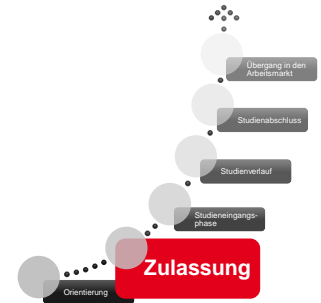 Übergang in den
Arbeitsmarkt
Studienabschluss
Studienverlauf
Studieneingangs-
phase
Zulassung
Orientierung